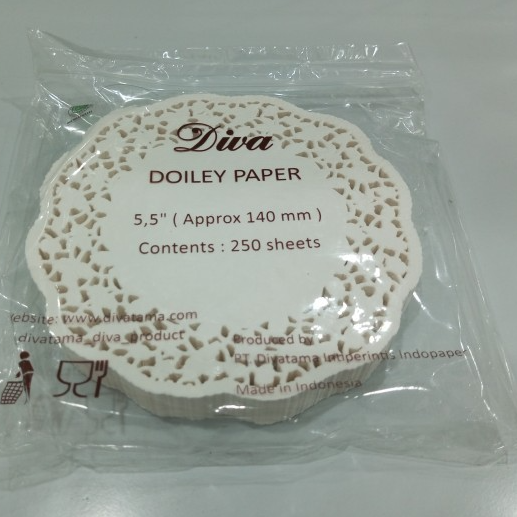 Diva
DOILEY PAPER
5,5" ( Approx 140 mm )
Contents : 250 sheets
ebsite: www.divatama.com
divatama_diva_product
Produced by :
PT. Divatama Indperintis Indopaper
Made in Indonesia